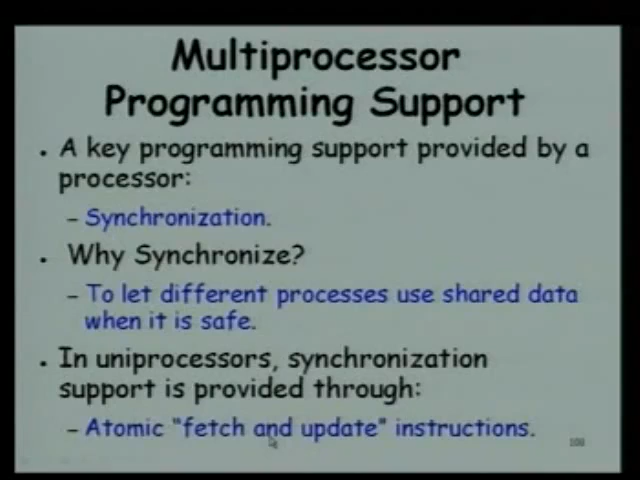 Multiprocessor
Programming Support
• A key programming support provided by a
processor:
– Synchronization.
• Why Synchronize?
– To let different processes use shared data
when it is safe.
• In uniprocessors, synchronization
support is provided through:
– Atomic “fetch and update” instructions.
108